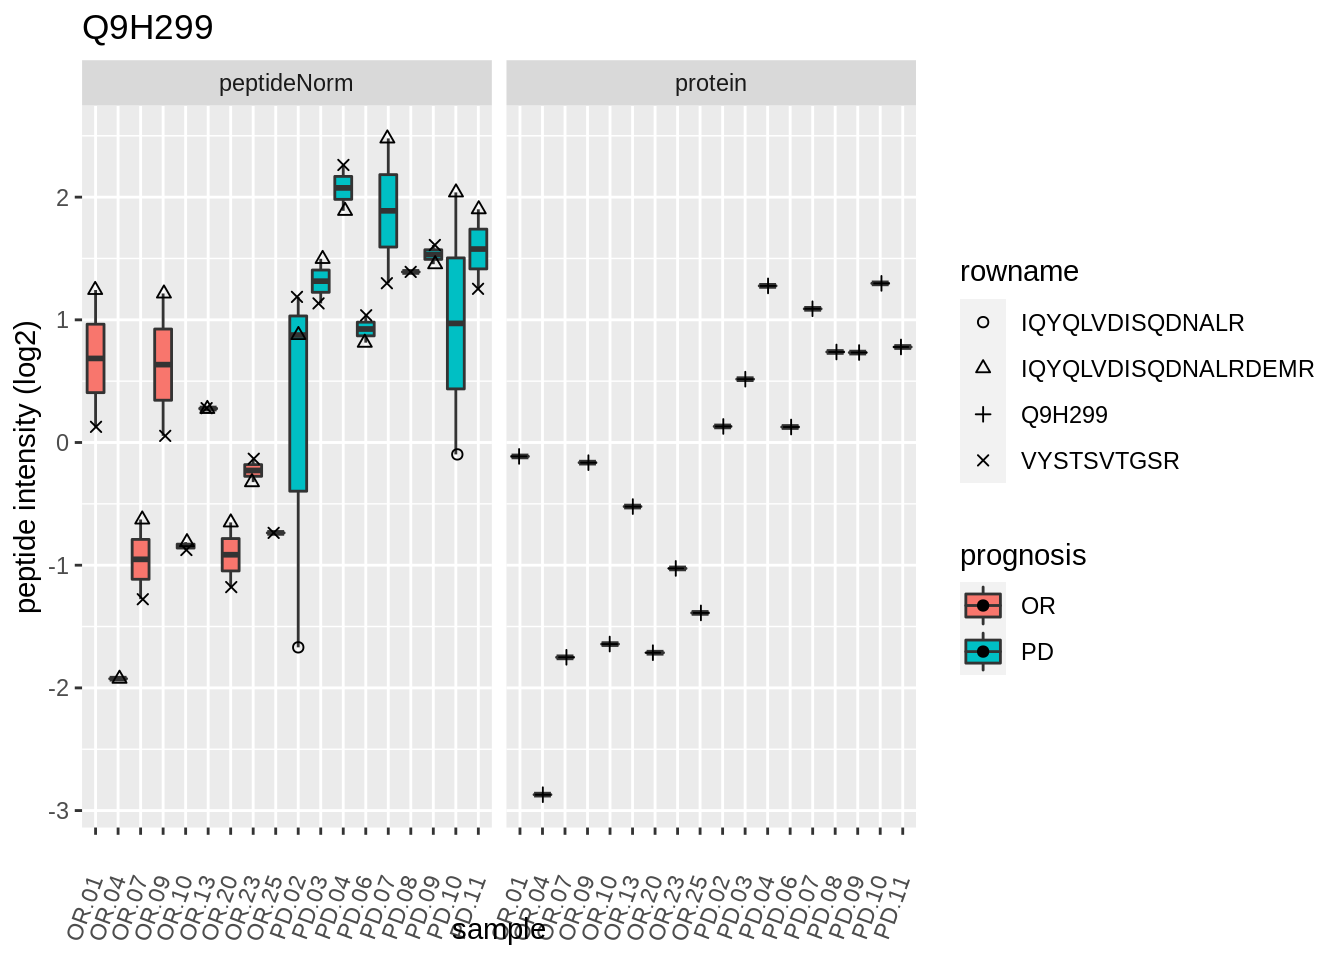 Q9H299
peptideNorm
protein
peptide intensity (log2)
2
1
0
-1
-2
-3
OR.01
OR.04
OR.07
OR.09
OR.10
OR.13
OR.20
OR.23
OR.25
PD.02
PD.03
PD.04
PD.06
PD.07
PD.08
PD.09
PD.10
PD.11
OR.01
OR.04
OR.07
OR.09
OR.10
OR.13
OR.20
OR.23
OR.25
PD.02
PD.03
PD.04
PD.06
PD.07
PD.08
PD.09
PD.10
PD.11
sample
rowname
IQYQLVDISQDNALR
IQYQLVDISQDNALRDEMR
Q9H299
VYSTSVTGSR
prognosis
OR
PD